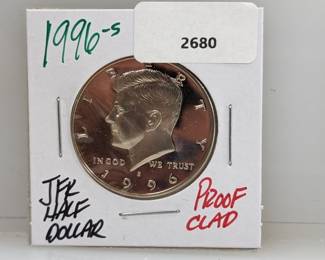 1996-S
2680
LIBERTY
IN GOD WE TRUST
S
1996
JFK
HALF
DOLLAR
PROOF
CLAD